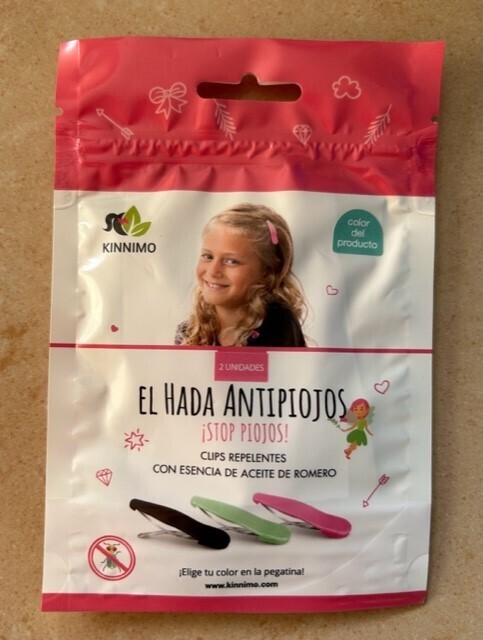 KINNIMO
color
del
producto
2 UNIDADES
EL HADA ANTIPIOJOS
¡STOP PIOJOS!
CLIPS REPELENTES
CON ESENCIA DE ACEITE DE ROMERO
¡Elige tu color en la pegatina!
www.kinnimo.com